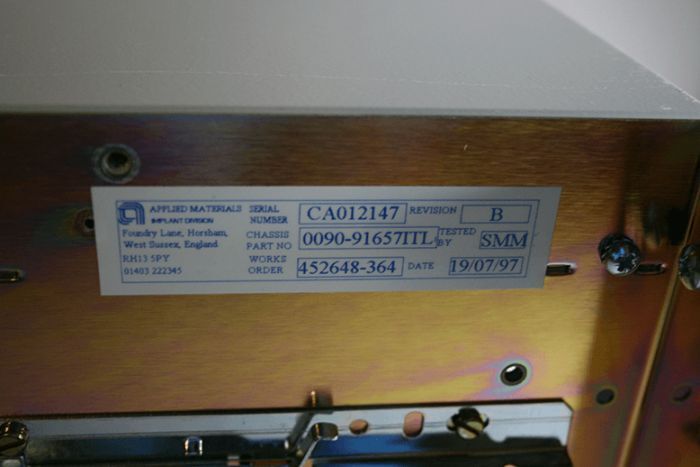 APPLIED MATERIALS
IMPLANT DIVISION
Foundry Lane, Horsham,
West Sussex, England
RH13 5PY
01403 222345
SERIAL NUMBER CA012147 REVISION B
CHASSIS PART NO 0090-91657ITL TESTED BY SMM
WORKS ORDER 452648-364 DATE 19/07/97